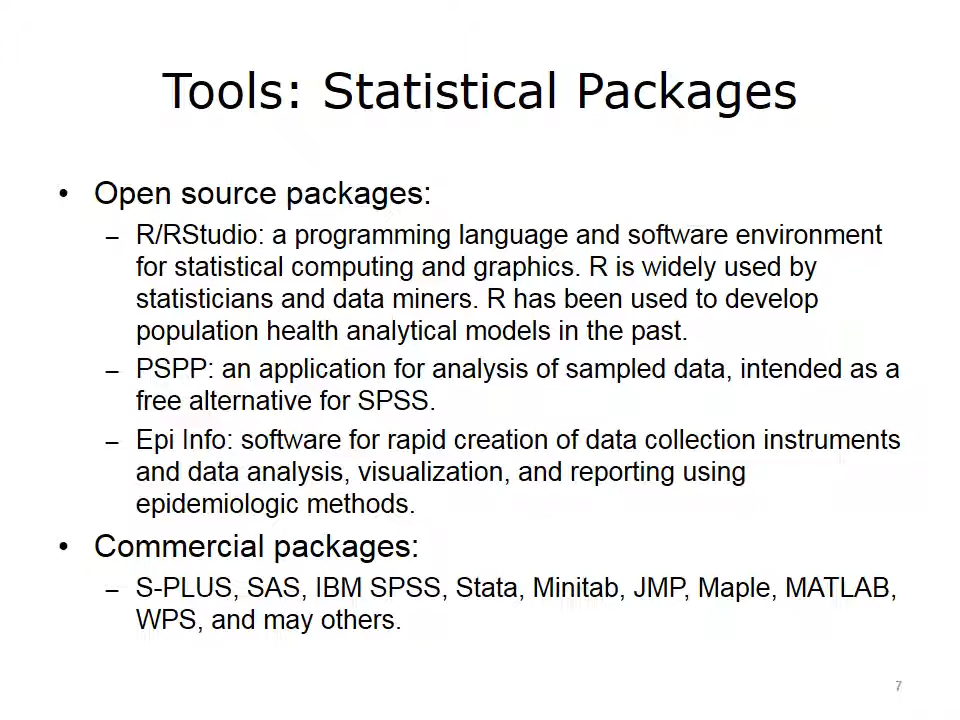 Tools: Statistical Packages
• Open source packages:
– R/RStudio: a programming language and software environment
for statistical computing and graphics. R is widely used by
statisticians and data miners. R has been used to develop
population health analytical models in the past.
– PSPP: an application for analysis of sampled data, intended as a
free alternative for SPSS.
– Epi Info: software for rapid creation of data collection instruments
and data analysis, visualization, and reporting using
epidemiologic methods.
• Commercial packages:
– S-PLUS, SAS, IBM SPSS, Stata, Minitab, JMP, Maple, MATLAB,
WPS, and may others.
7